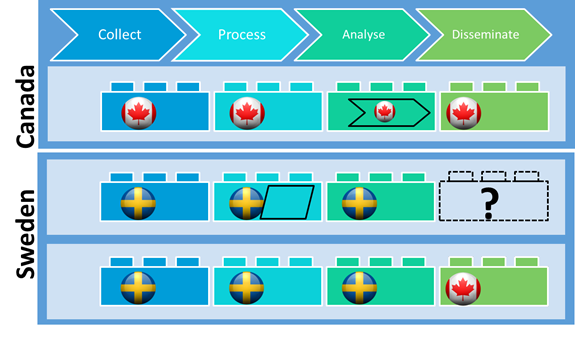 Collect
Process
Analyse
Disseminate
Canada
Sweden
?